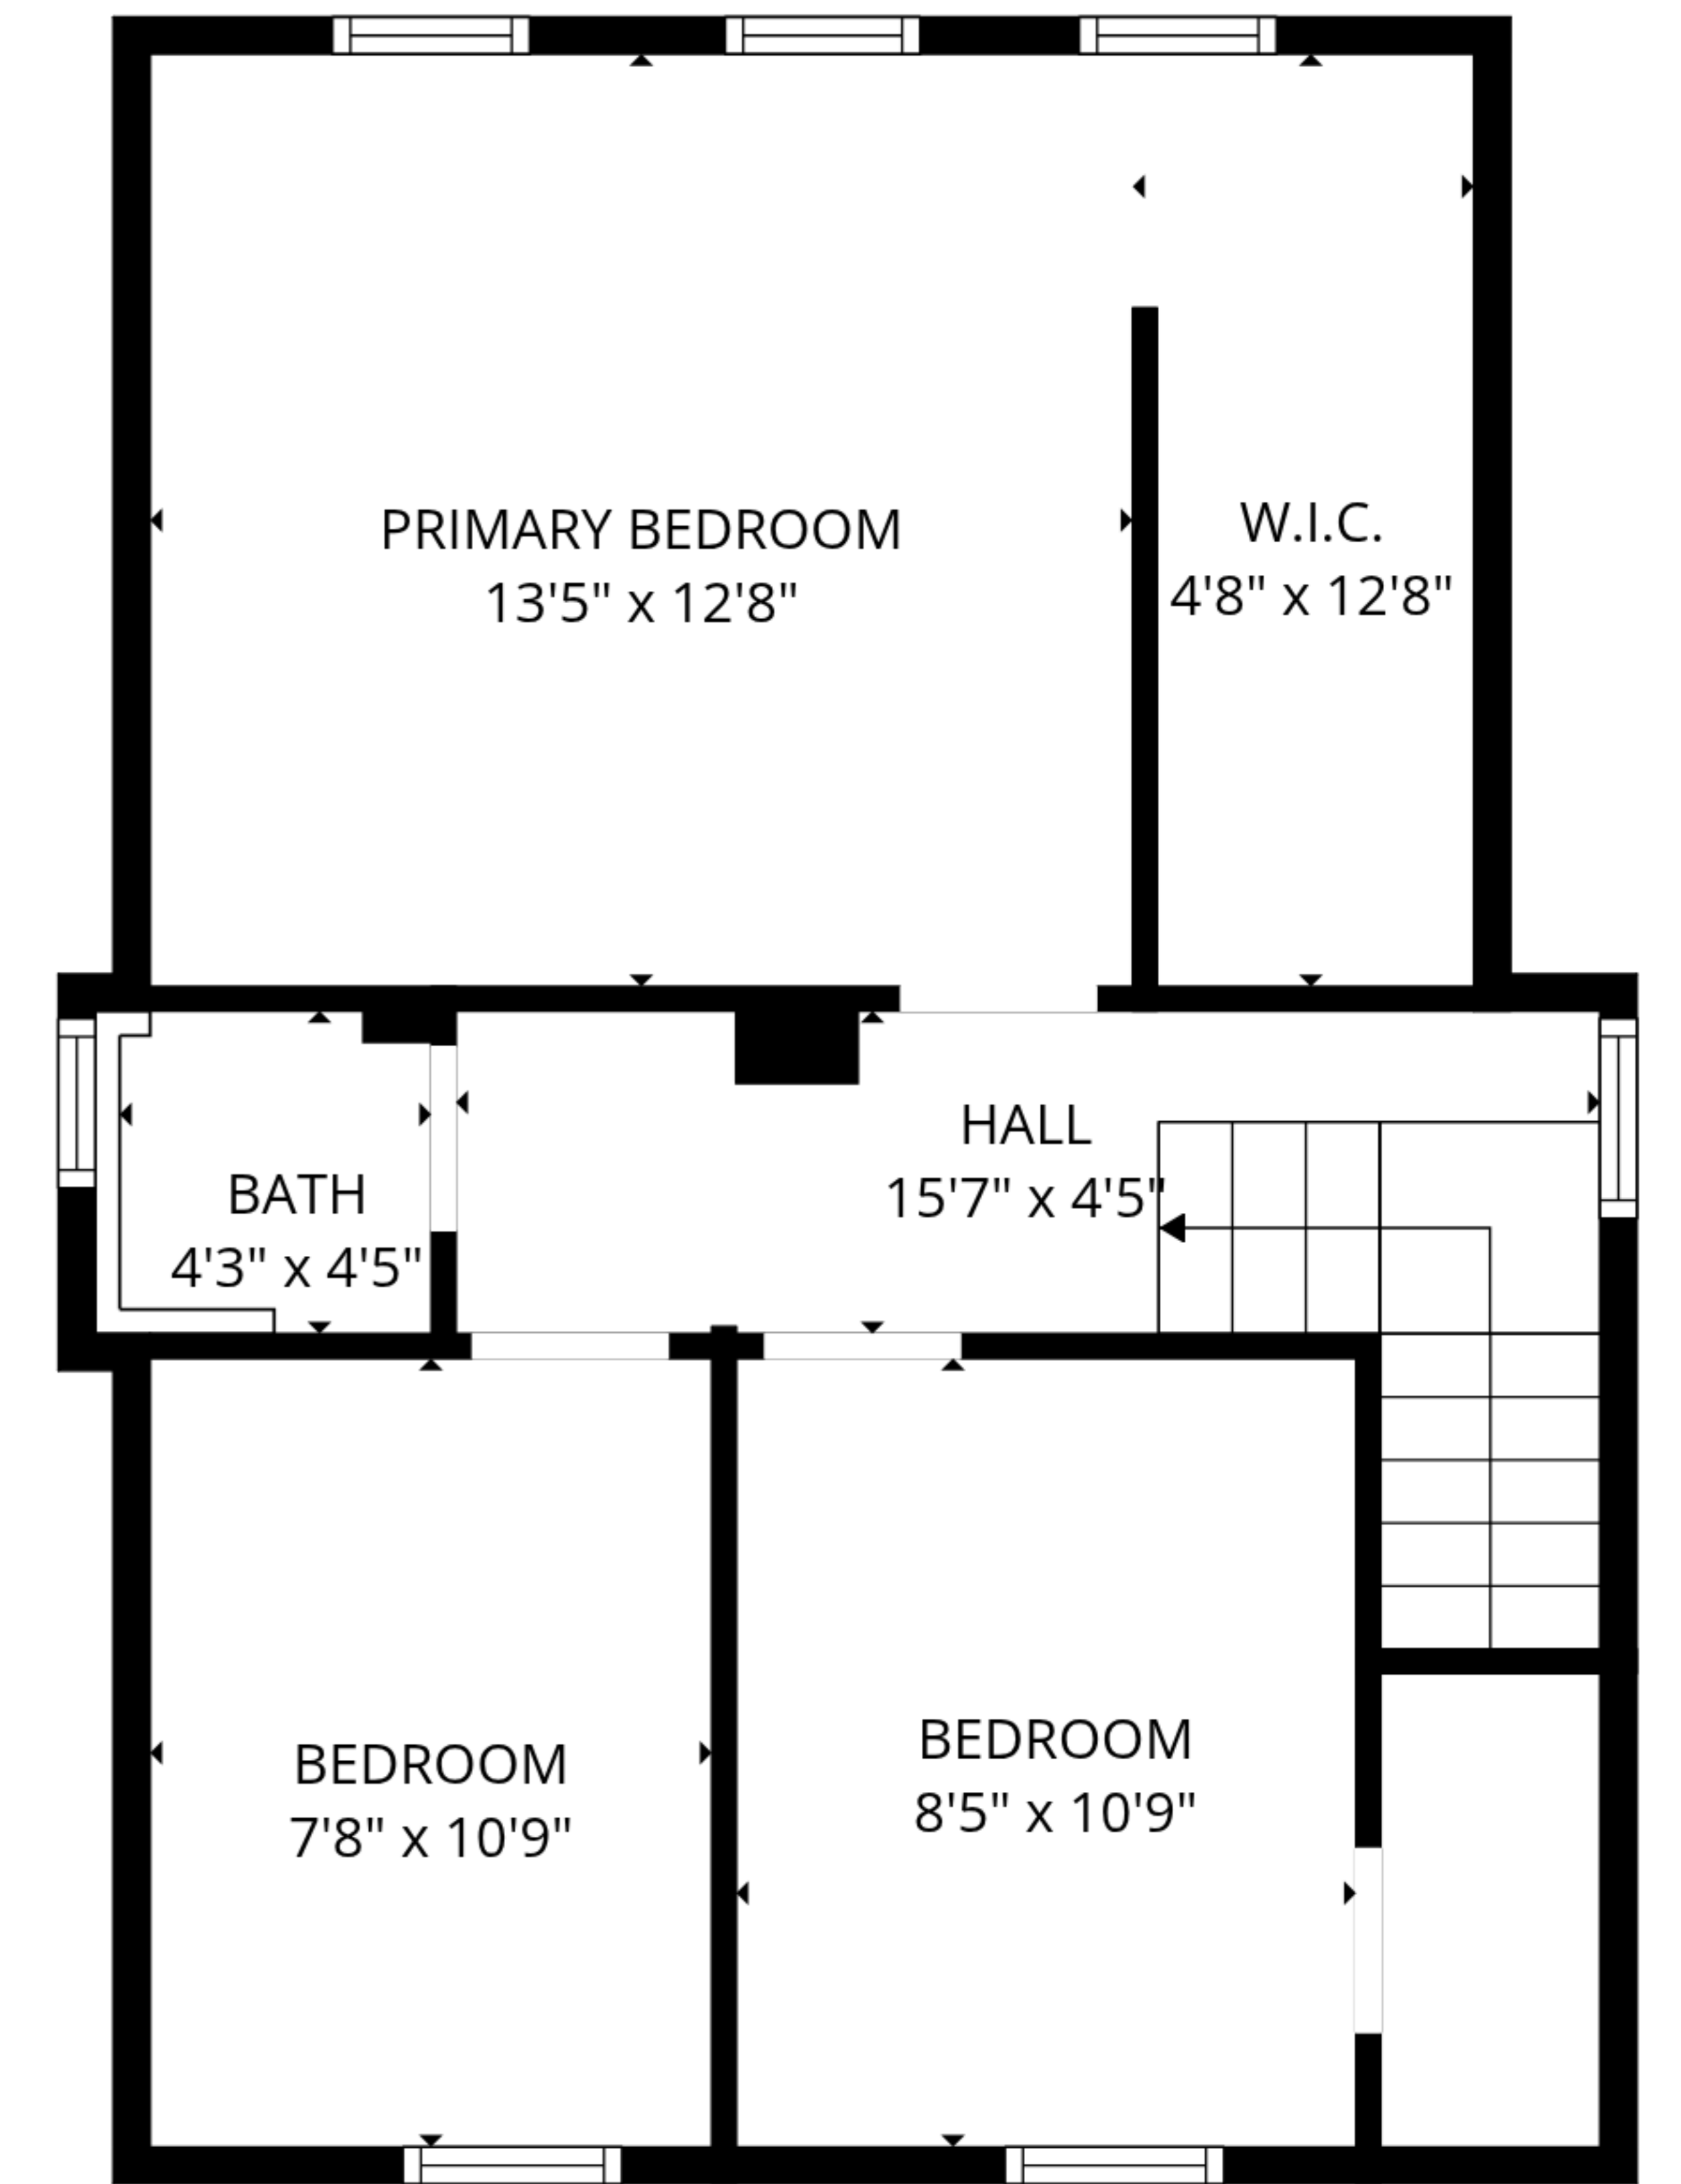 PRIMARY BEDROOM
13'5" x 12'8"
W.I.C.
4'8" x 12'8"
HALL
15'7" x 4'5"
BATH
4'3" x 4'5"
BEDROOM
7'8" x 10'9"
BEDROOM
8'5" x 10'9"